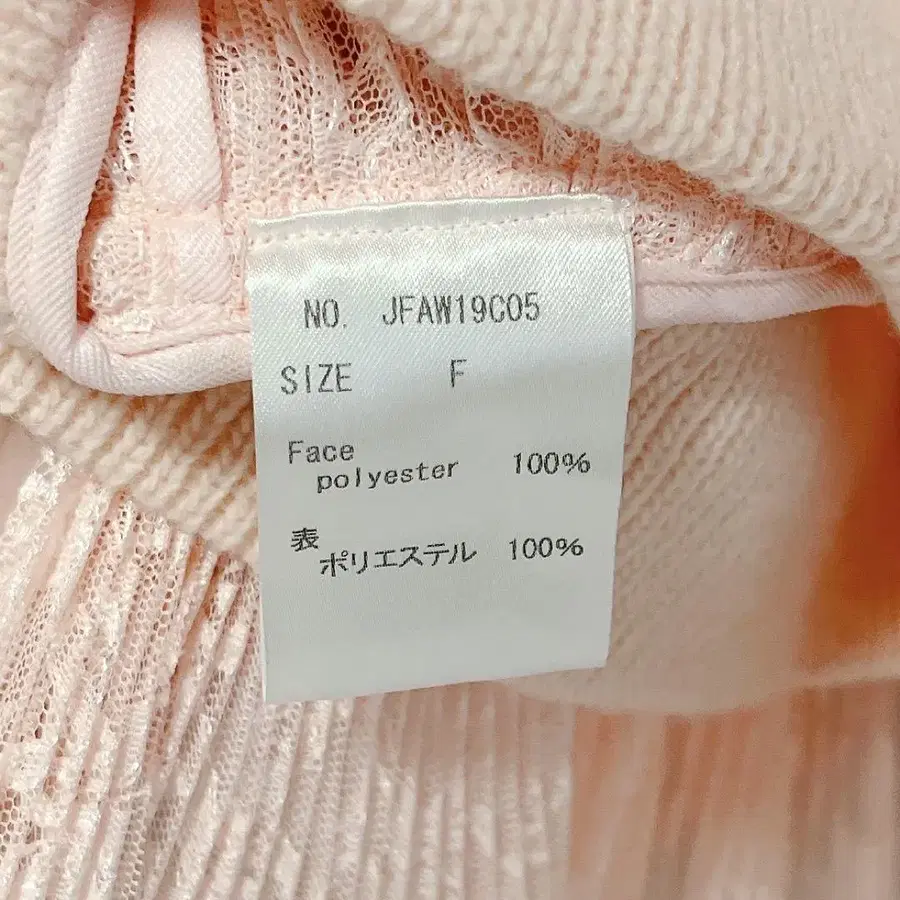 NO. JFAW19C05
SIZE F
Face
polyester 100%
表
ポリエステル 100%